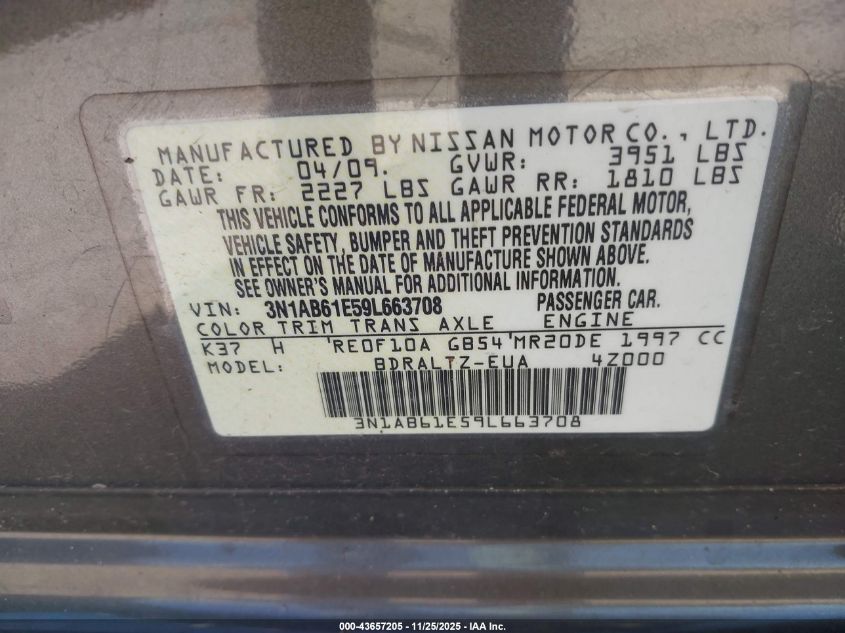 MANUFACTURED BY NISSAN MOTOR CO., LTD.
DATE: 04/09. GVWR: 3951 LBS
GAWR FR: 2227 LBS GAWR RR: 1810 LBS
THIS VEHICLE CONFORMS TO ALL APPLICABLE FEDERAL MOTOR,
VEHICLE SAFETY, BUMPER AND THEFT PREVENTION STANDARDS
IN EFFECT ON THE DATE OF MANUFACTURE SHOWN ABOVE.
SEE OWNER'S MANUAL FOR ADDITIONAL INFORMATION.
VIN: 3N1AB61E59L663708 PASSENGER CAR.
COLOR TRIM TRANS AXLE ENGINE
K37 H 'RE0F10A GB54'MR20DE 1997 CC
MODEL: BDRALTZ-EUA 4Z000
3N1AB61E59L663708
000-43657205 - 11/25/2025 - IAA Inc.